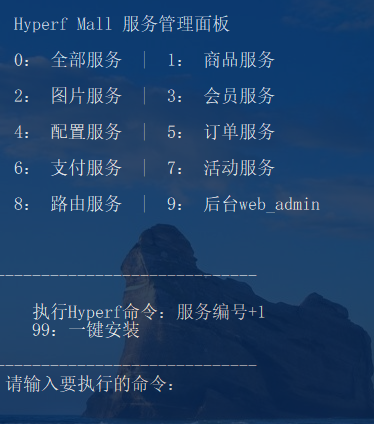 Hyperf Mall 服务管理面板
0： 全部服务 | 1： 商品服务
2： 图片服务 | 3： 会员服务
4： 配置服务 | 5： 订单服务
6： 支付服务 | 7： 活动服务
8： 路由服务 | 9： 后台web_admin
-----------------------------
执行Hyperf命令：服务编号+1
99：一键安装
-----------------------------
请输入要执行的命令：